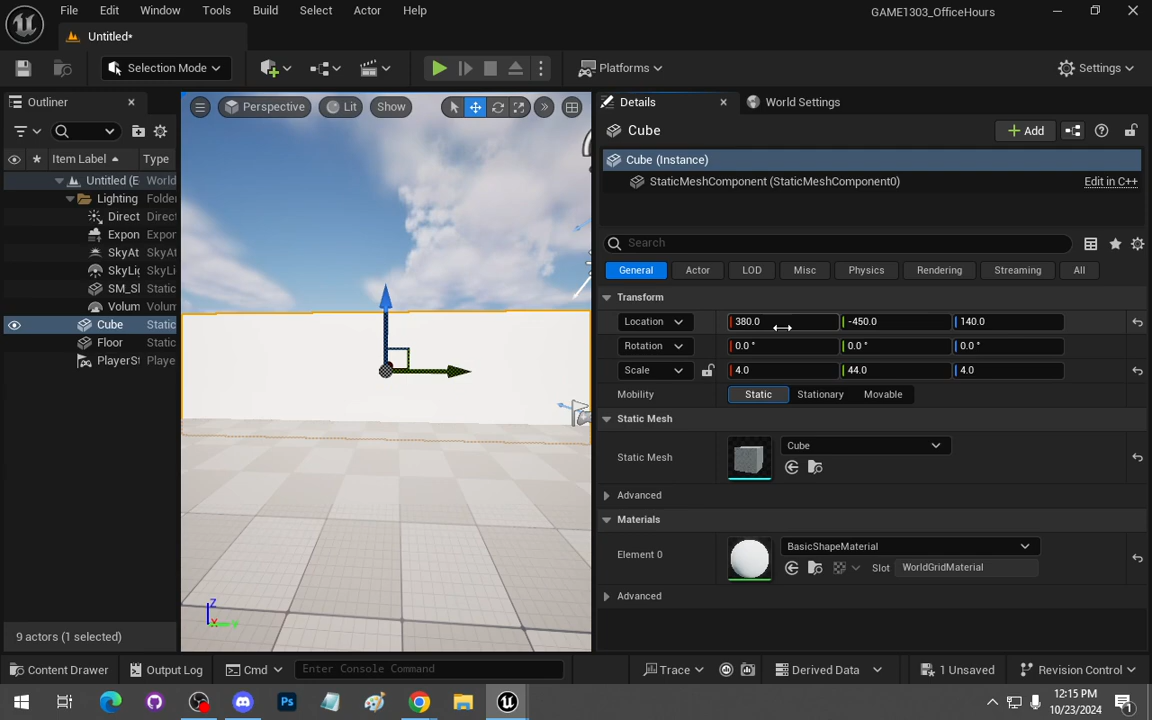 File Edit Window Tools Build Select Actor Help GAME1303_OfficeHours
Untitled*
Selection Mode Platforms Settings
Outliner Details World Settings
Perspective Lit Show
Cube Add
Item Label Type
Cube (Instance)
Untitled (E World
StaticMeshComponent (StaticMeshComponent0) Edit in C++
Lighting Folder
Direct Direct
Expon Expon
Search
SkyAt SkyAt
SkyLig SkyLi
General Actor LOD Misc Physics Rendering Streaming All
SM_Sl Static
Transform
Volum Volum
Cube Static
Location 380.0 -450.0 140.0
Floor Static
Rotation 0.0 ° 0.0 ° 0.0 °
PlayerSt Playe
Scale 4.0 44.0 4.0
Mobility Static Stationary Movable
Static Mesh
Static Mesh Cube
Advanced
Materials
Element 0 BasicShapeMaterial
Slot WorldGridMaterial
Advanced
Z
X Y
9 actors (1 selected)
Content Drawer Output Log Cmd Enter Console Command Trace Derived Data 1 Unsaved Revision Control
Ps
12:15 PM
10/23/2024
1